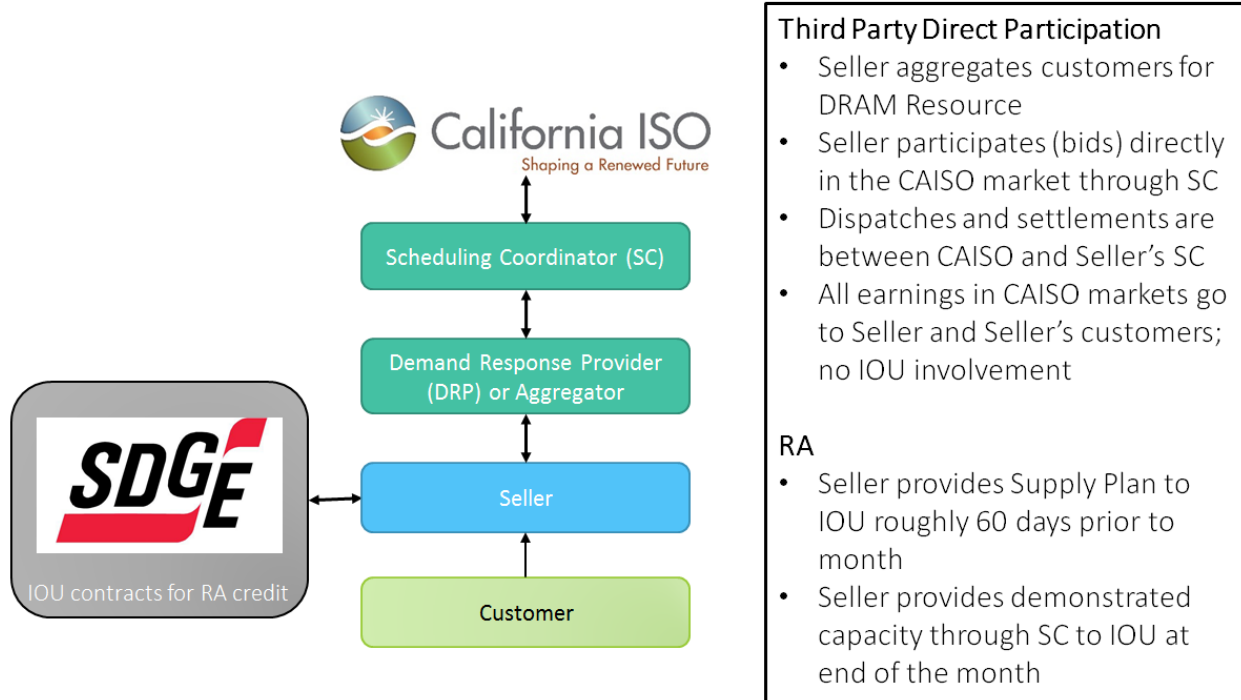 California ISO
Shaping a Renewed Future
Scheduling Coordinator (SC)
Demand Response Provider
(DRP) or Aggregator
SDGE
IOU contracts for RA credit
Seller
Customer
Third Party Direct Participation
• Seller aggregates customers for
DRAM Resource
• Seller participates (bids) directly
in the CAISO market through SC
• Dispatches and settlements are
between CAISO and Seller's SC
• All earnings in CAISO markets go
to Seller and Seller's customers;
no IOU involvement
RA
• Seller provides Supply Plan to
IOU roughly 60 days prior to
month
• Seller provides demonstrated
capacity through SC to IOU at
end of the month